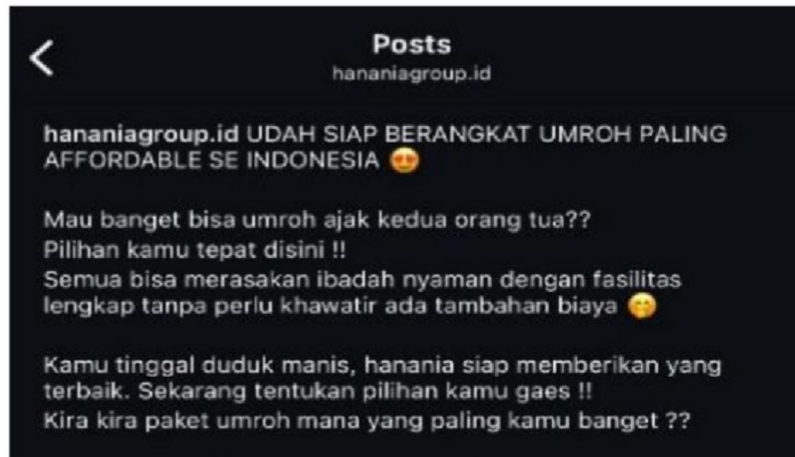 Posts
hananiagroup.id
hananiagroup.id UDAH SIAP BERANGKAT UMROH PALING
AFFORDABLE SE INDONESIA 😍
Mau banget bisa umroh ajak kedua orang tua??
Pilihan kamu tepat disini !!
Semua bisa merasakan ibadah nyaman dengan fasilitas
lengkap tanpa perlu khawatir ada tambahan biaya 🤭
Kamu tinggal duduk manis, hanania siap memberikan yang
terbaik. Sekarang tentukan pilihan kamu gaes !!
Kira kira paket umroh mana yang paling kamu banget ??